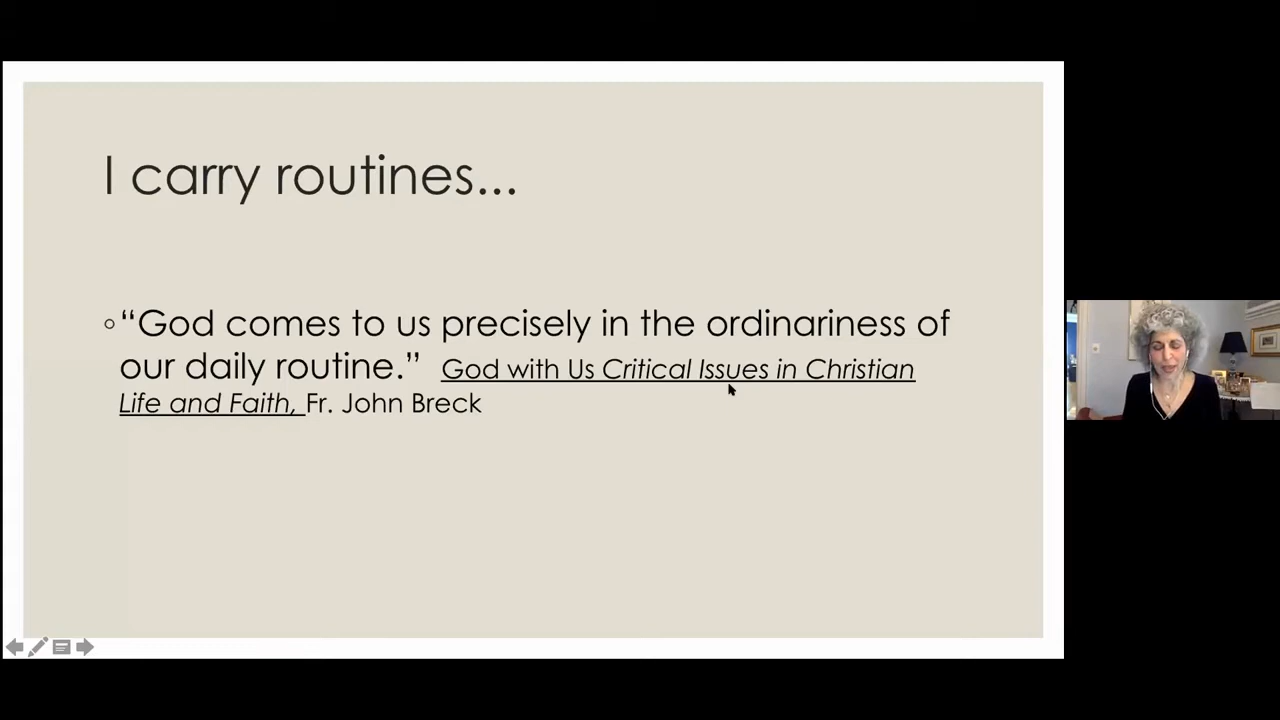 I carry routines...
“God comes to us precisely in the ordinariness of
our daily routine.” God with Us Critical Issues in Christian
Life and Faith, Fr. John Breck